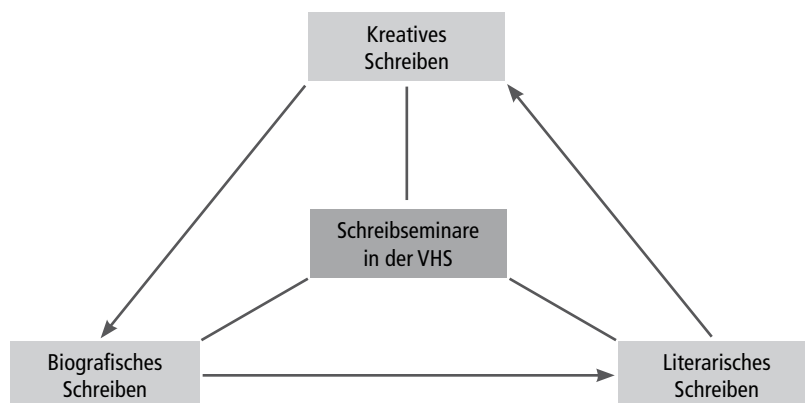 Kreatives
Schreiben
Schreibseminare
in der VHS
Biografisches
Schreiben
Literarisches
Schreiben